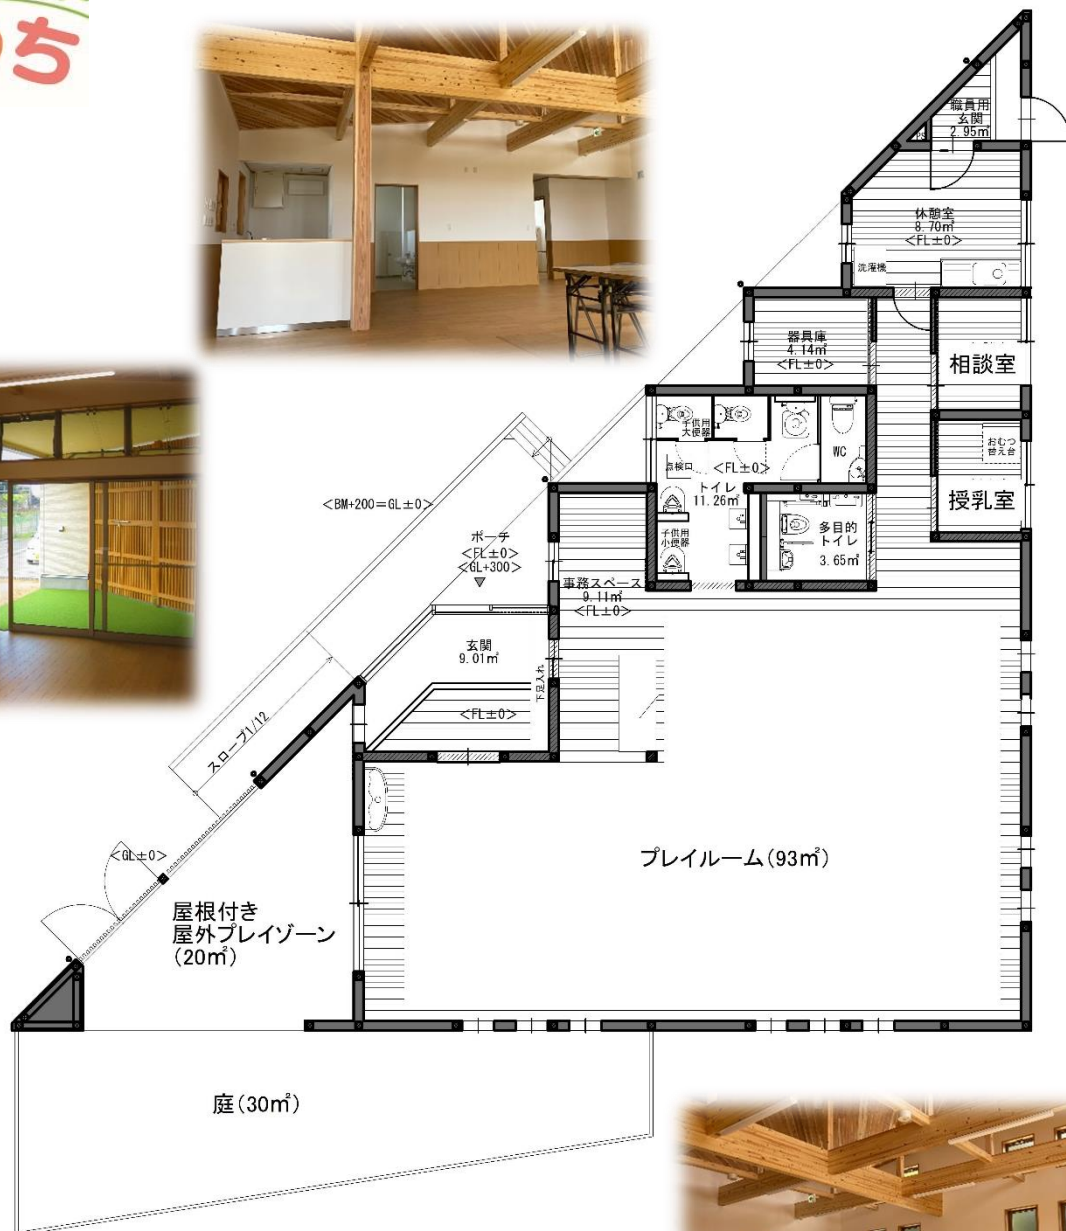 ち
職員用
玄関
2.95㎡
PS
休憩室
8.70㎡
<FL±0>
洗濯機
器具庫
4.14㎡
<FL±0>
相談室
おむつ
替え台
授乳室
子供用
大便器
WC
点検口
<FL±0>
トイレ
11.26㎡
子供用
小便器
多目的
トイレ
3.65㎡
<BM+200=GL±0>
ポーチ
<FL±0>
<GL+300>
事務スペース
9.11㎡
<FL±0>
玄関
9.01㎡
下足入れ
<FL±0>
スロープ1/12
<GL±0>
プレイルーム(93㎡)
屋根付き
屋外プレイゾーン
(20㎡)
庭(30㎡)